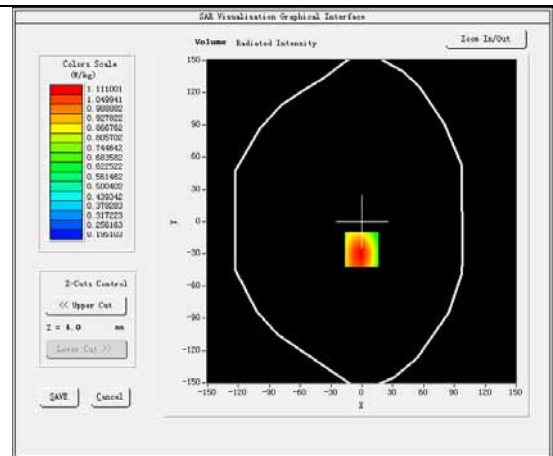 SAR Visualisation Graphical Interface
Volume Radiated Intensity
Zoom In/Out
Colors Scale
(W/kg)
1.111001
1.049941
0.988882
0.927822
0.866762
0.805702
0.744642
0.683582
0.622522
0.561462
0.500402
0.439342
0.378283
0.317223
0.256163
0.195103
Z-Cuts Control
<< Upper Cut
Z = 4.0 mm
Lower Cut >>
SAVE
Cancel
150
120
90
60
30
0
-30
-60
-90
-120
-150
Y
-150 -120 -90 -60 -30 0 30 60 90 120 150
X